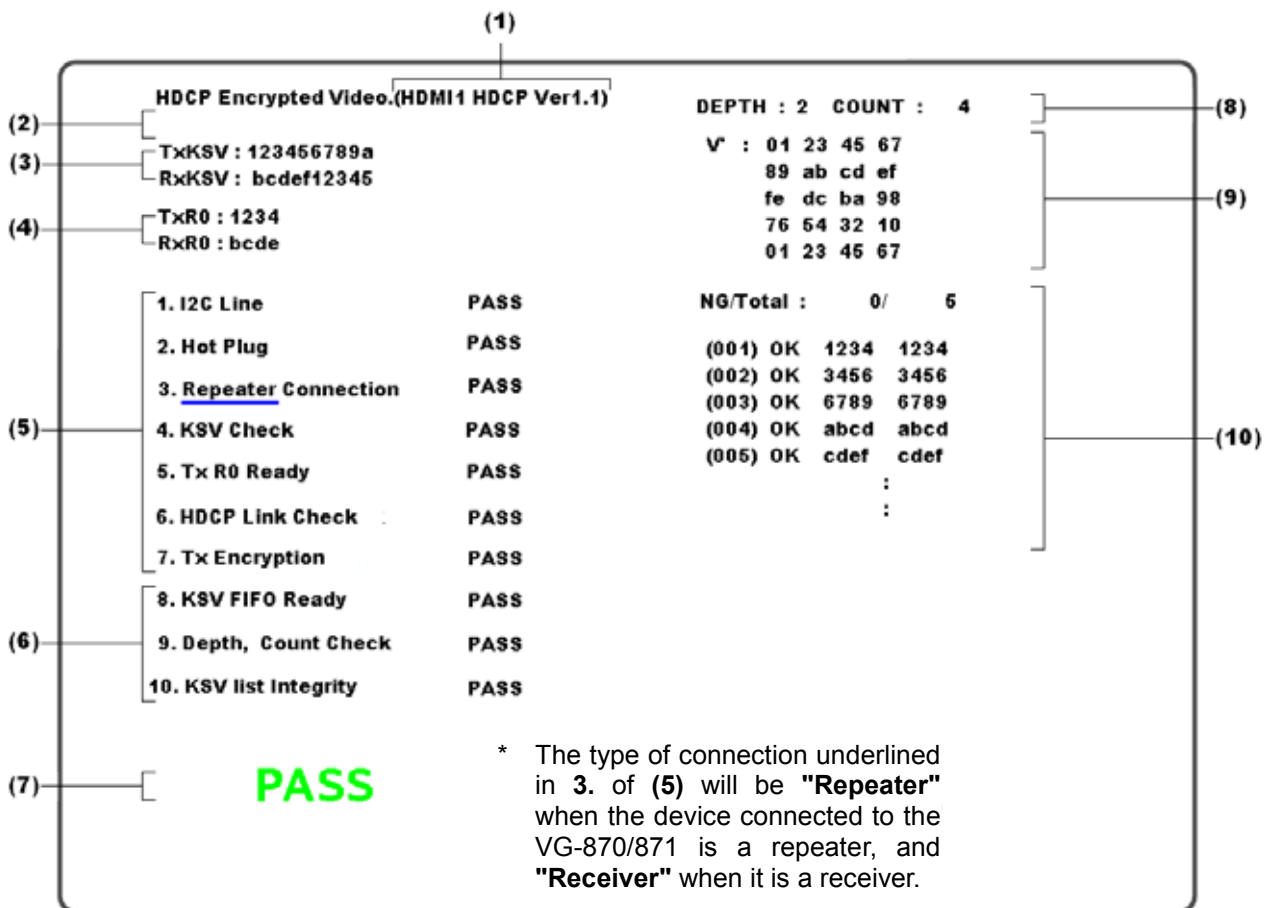 (1)
HDCP Encrypted Video.(HDMI1 HDCP Ver1.1)
(2)
(3)
TxKSV : 123456789a
RxKSV : bcdef12345
(4)
TxR0 : 1234
RxR0 : bcde
(5)
1. I2C Line PASS
2. Hot Plug PASS
3. Repeater Connection PASS
4. KSV Check PASS
5. Tx R0 Ready PASS
6. HDCP Link Check : PASS
7. Tx Encryption PASS
(6)
8. KSV FIFO Ready PASS
9. Depth, Count Check PASS
10. KSV list Integrity PASS
(7)
PASS
DEPTH : 2 COUNT : 4
(8)
V' : 01 23 45 67
89 ab cd ef
fe dc ba 98
76 54 32 10
01 23 45 67
(9)
NG/Total : 0/ 5
(001) OK 1234 1234
(002) OK 3456 3456
(003) OK 6789 6789
(004) OK abcd abcd
(005) OK cdef cdef
:
:
(10)
* The type of connection underlined
in 3. of (5) will be "Repeater"
when the device connected to the
VG-870/871 is a repeater, and
"Receiver" when it is a receiver.